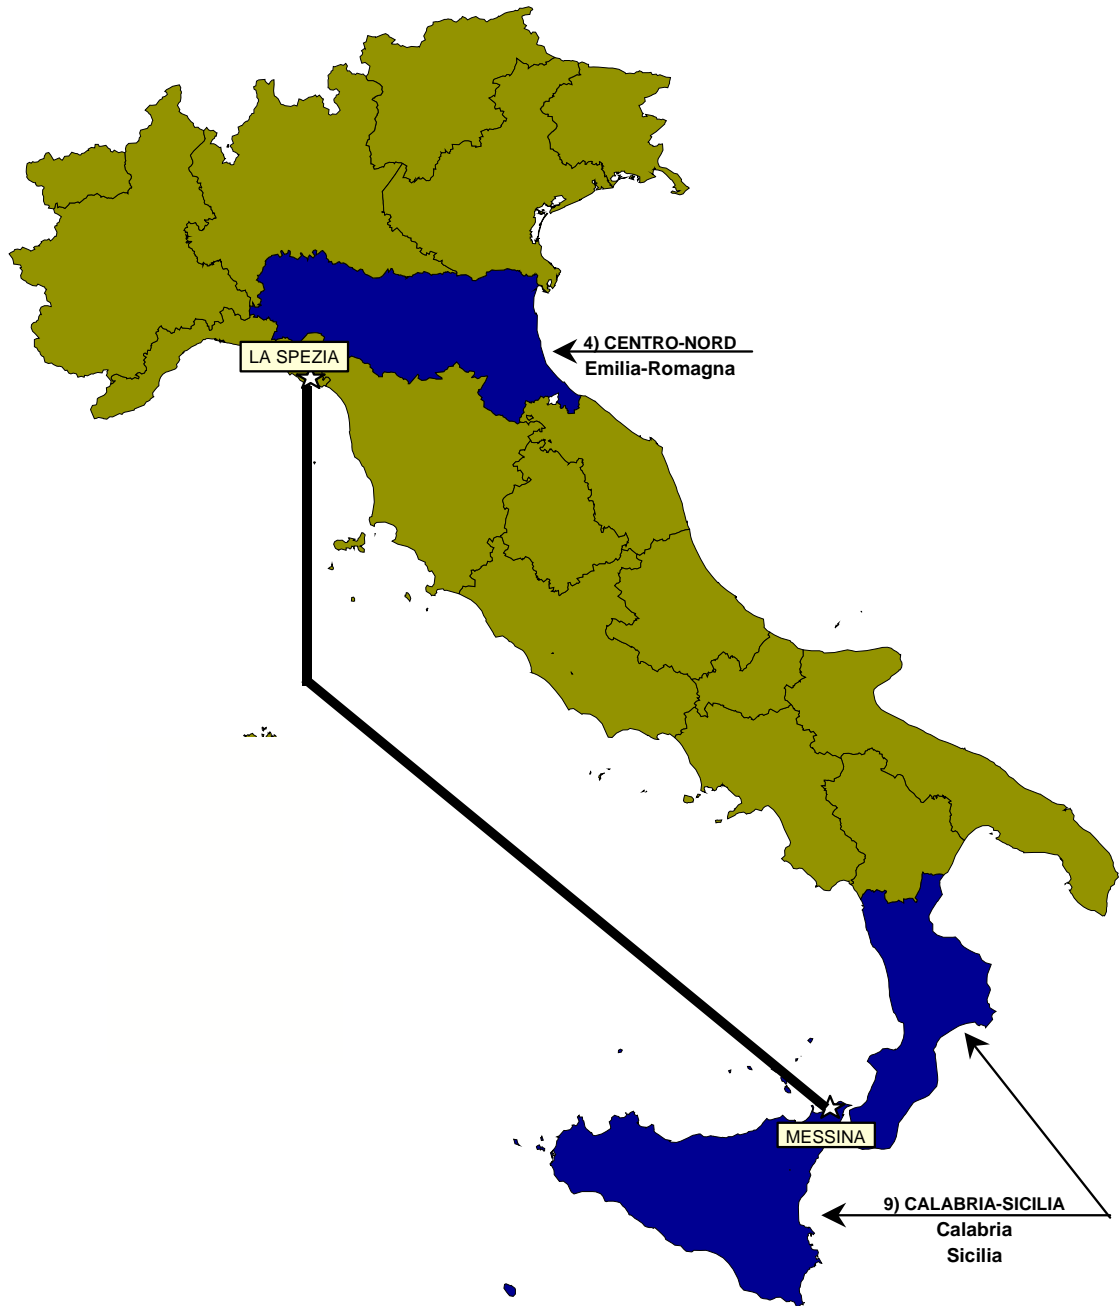 4) CENTRO-NORD
Emilia-Romagna
LA SPEZIA
MESSINA
9) CALABRIA-SICILIA
Calabria
Sicilia